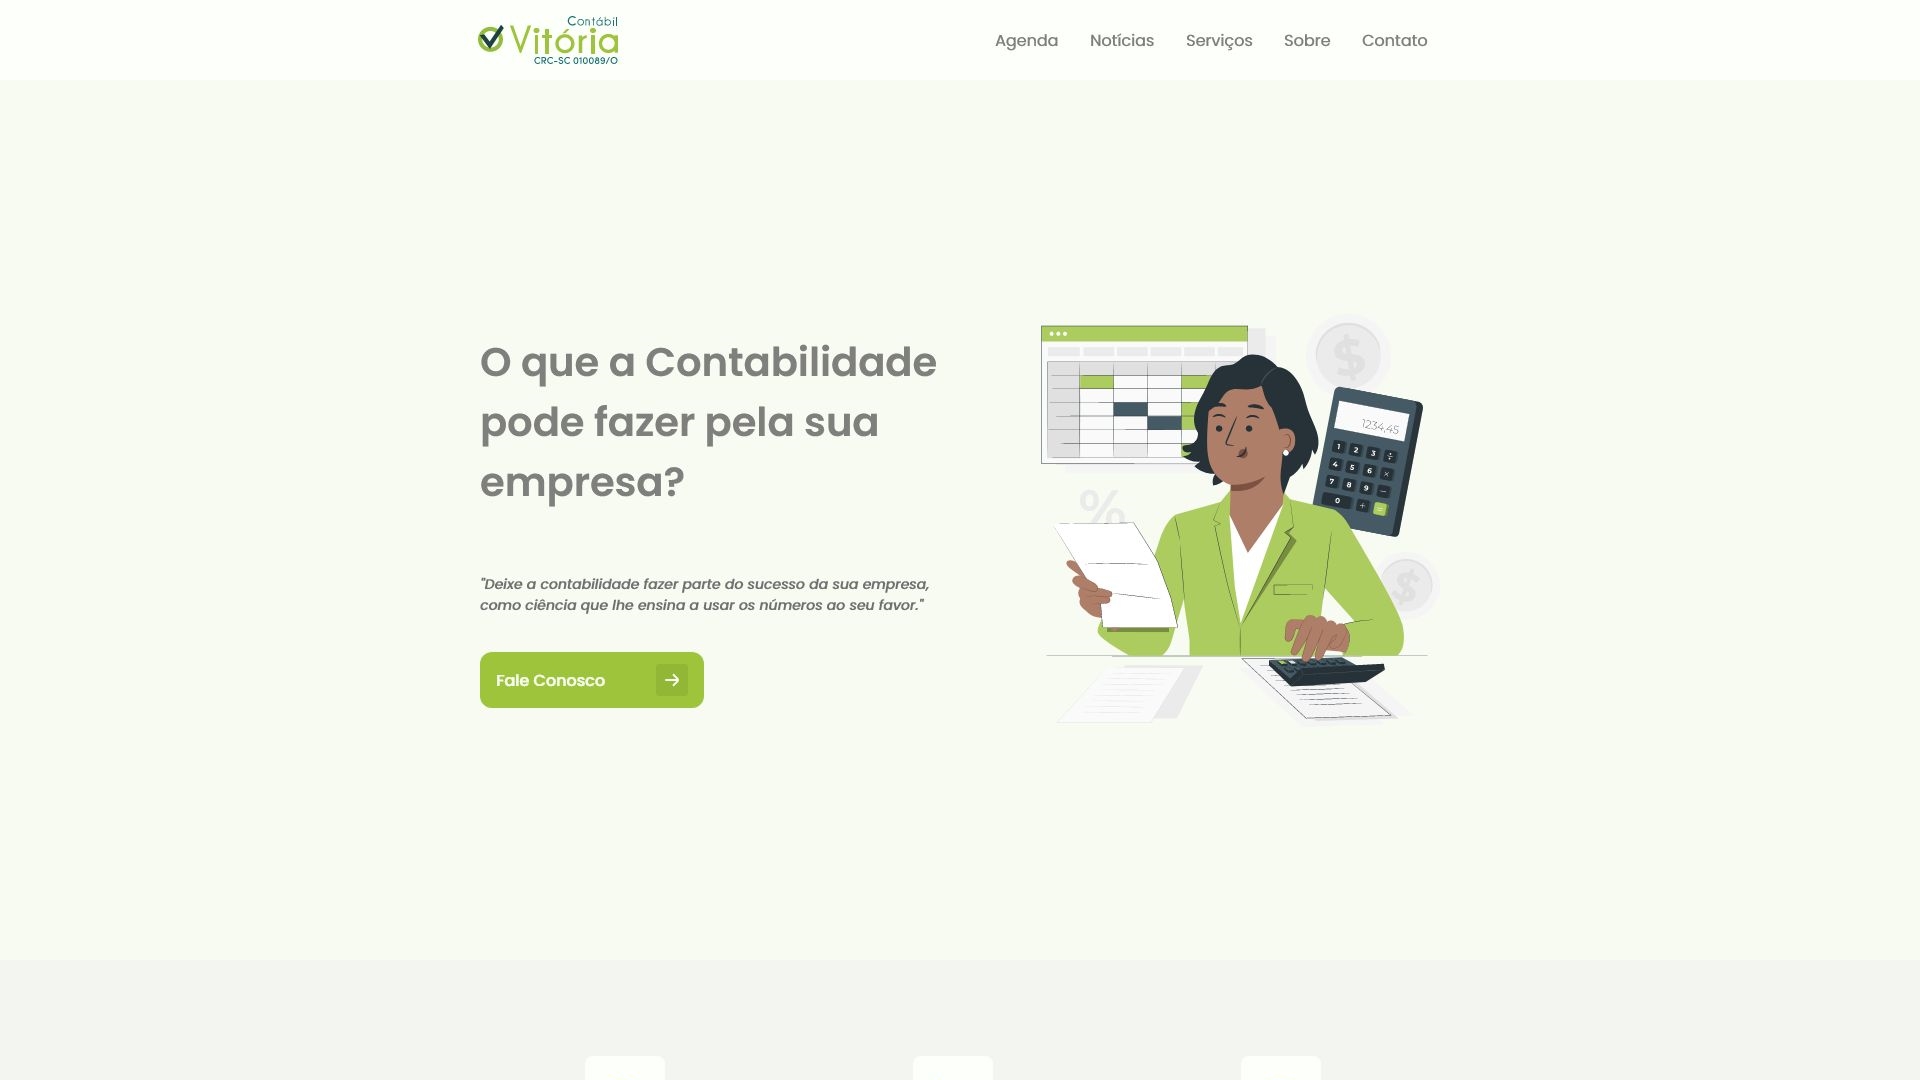 Contábil
Vitória
CRC-SC 010089/O
Agenda
Notícias
Serviços
Sobre
Contato
O que a Contabilidade
pode fazer pela sua
empresa?
"Deixe a contabilidade fazer parte do sucesso da sua empresa,
como ciência que lhe ensina a usar os números ao seu favor."
Fale Conosco
$
1234,45
1 2 3 ÷
4 5 6 ×
7 8 9 −
0 + =
%
$